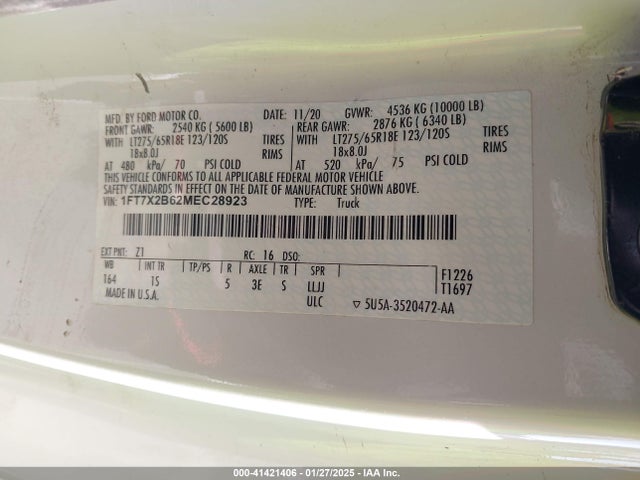 MFD. BY FORD MOTOR CO. 11/20 GVWR: 4536 KG (10000 LB)
FRONT GAWR: 2540 KG ( 5600 LB) REAR GAWR: 2876 KG ( 6340 LB)
WITH LT275/65R18E 123/120S TIRES WITH LT275/65R18E 123/120S TIRES
18x8.0J RIMS 18x8.0J RIMS
AT 480 kPa/ 70 PSI COLD AT 520 kPa/ 75 PSI COLD
THIS VEHICLE CONFORMS TO ALL APPLICABLE FEDERAL MOTOR VEHICLE
SAFETY STANDARDS IN EFFECT ON THE DATE OF MANUFACTURE SHOWN ABOVE.
VIN: 1FT7X2B62MEC28923 TYPE: Truck
EXT PNT: Z1 RC: 16 DSO:
WB INT TR TP/PS R AXLE TR SPR F1226
164 1S 5 3E S LLJJ T1697
MADE IN U.S.A. ULC ▽ 5U5A-3520472-AA
000-41421406 - 01/27/2025 - IAA Inc.